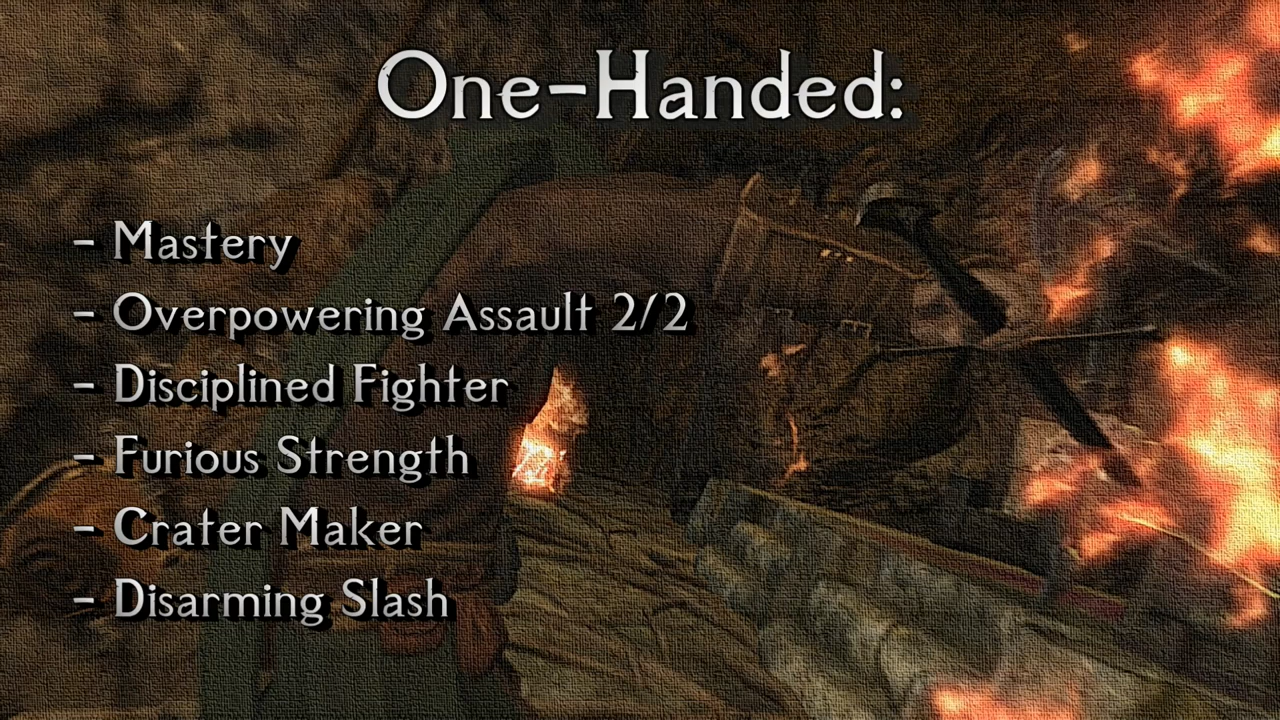 One-Handed:
- Mastery
- Overpowering Assault 2/2
- Disciplined Fighter
- Furious Strength
- Crater Maker
- Disarming Slash